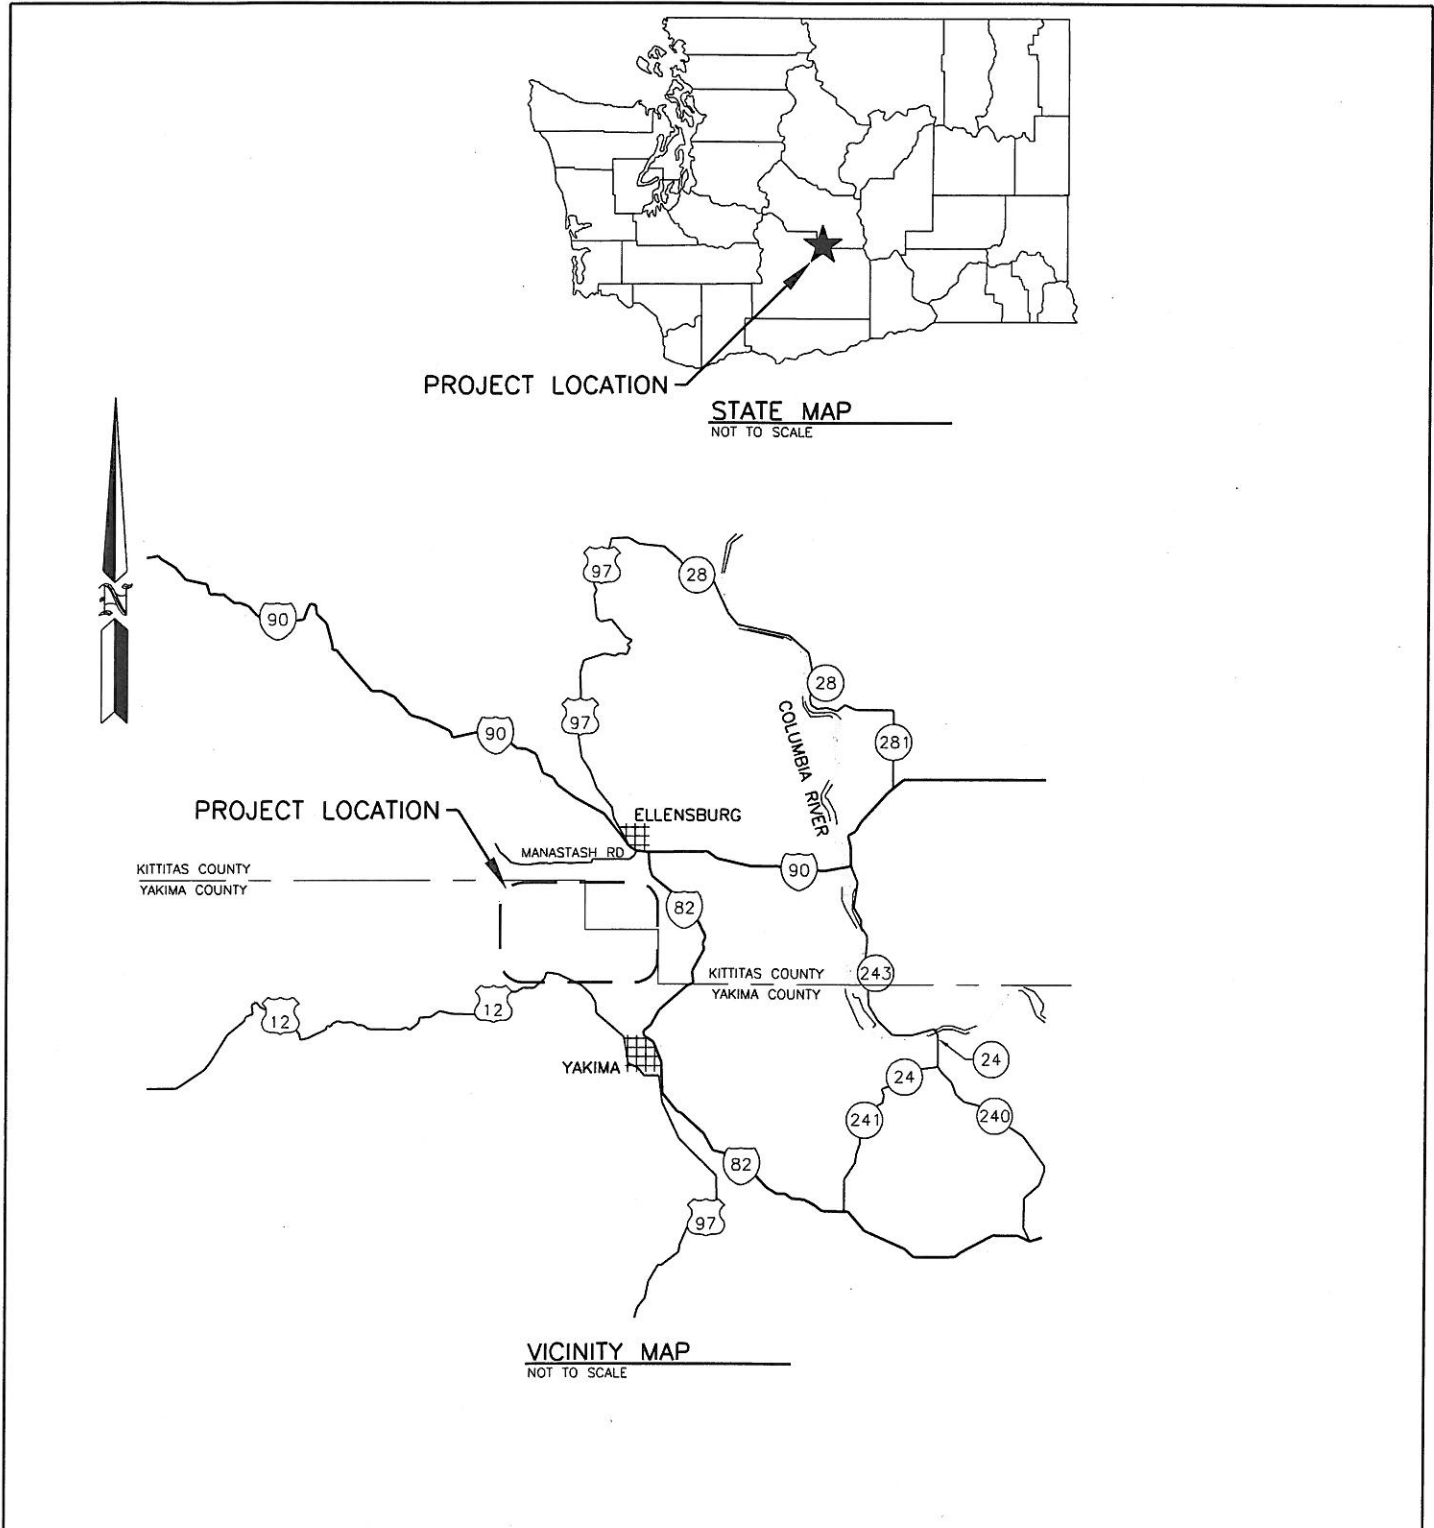 PROJECT LOCATION
STATE MAP
NOT TO SCALE
N
97
28
90
28
97
COLUMBIA RIVER
90
281
PROJECT LOCATION
ELLENSBURG
MANASTASH RD
KITTITAS COUNTY
YAKIMA COUNTY
90
82
KITTITAS COUNTY
YAKIMA COUNTY
243
12
12
YAKIMA
24
24
241
240
82
97
VICINITY MAP
NOT TO SCALE